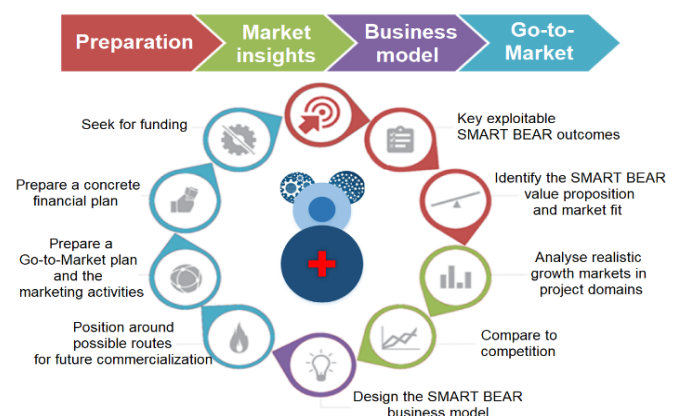 Preparation
Market
insights
Business
model
Go-to-
Market
Seek for funding
Key exploitable
SMART BEAR outcomes
Identify the SMART BEAR
value proposition
and market fit
Prepare a concrete
financial plan
Analyse realistic
growth markets in
project domains
Prepare a
Go-to-Market plan
and the
marketing activities
Compare to
competition
Position around
possible routes
for future commercialization
Design the SMART BEAR
business model